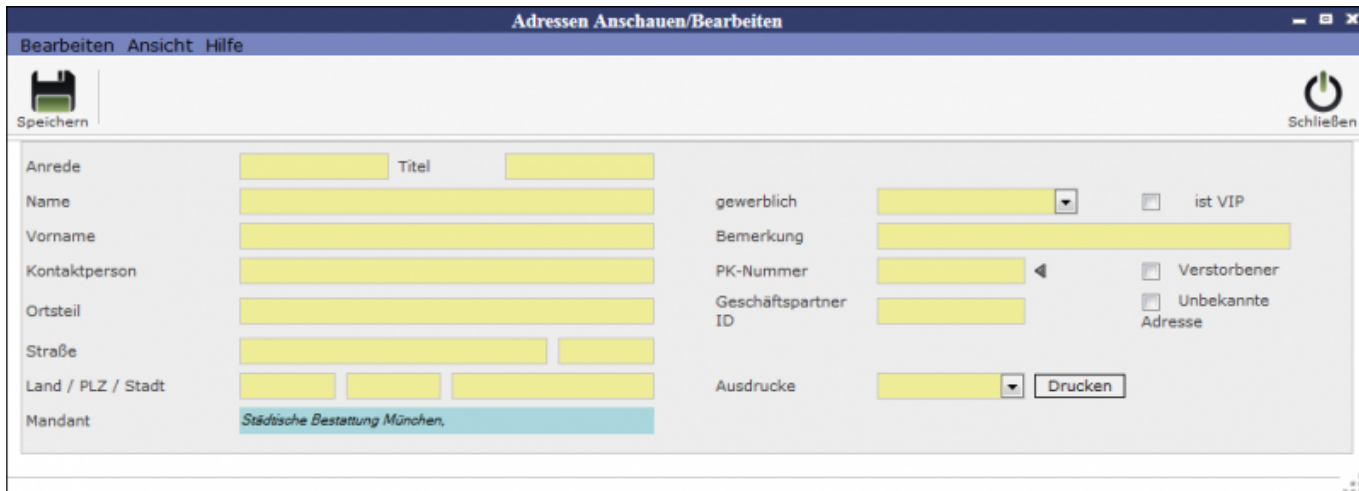 Adressen Anschauen/Bearbeiten
Bearbeiten Ansicht Hilfe
Speichern
Schließen
Anrede Titel
Name gewerblich ist VIP
Vorname Bemerkung
Kontaktperson PK-Nummer Verstorbener
Ortsteil Geschäftspartner ID Unbekannte Adresse
Straße
Land / PLZ / Stadt Ausdrucke Drucken
Mandant Städtische Bestattung München,